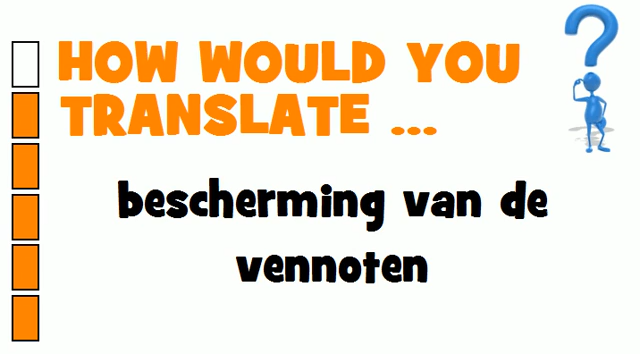 HOW WOULD YOU
TRANSLATE ...
bescherming van de
vennoten